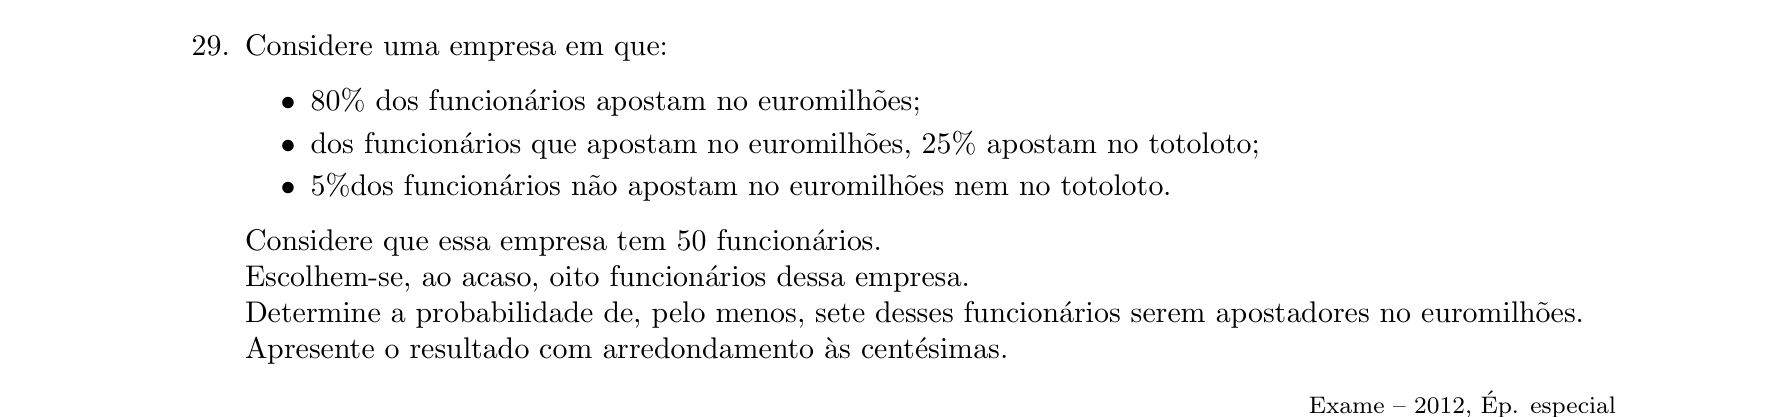 29. Considere uma empresa em que:
• 80% dos funcionários apostam no euromilhões;
• dos funcionários que apostam no euromilhões, 25% apostam no totoloto;
• 5%dos funcionários não apostam no euromilhões nem no totoloto.
Considere que essa empresa tem 50 funcionários.
Escolhem-se, ao acaso, oito funcionários dessa empresa.
Determine a probabilidade de, pelo menos, sete desses funcionários serem apostadores no euromilhões.
Apresente o resultado com arredondamento às centésimas.
Exame – 2012, Ép. especial